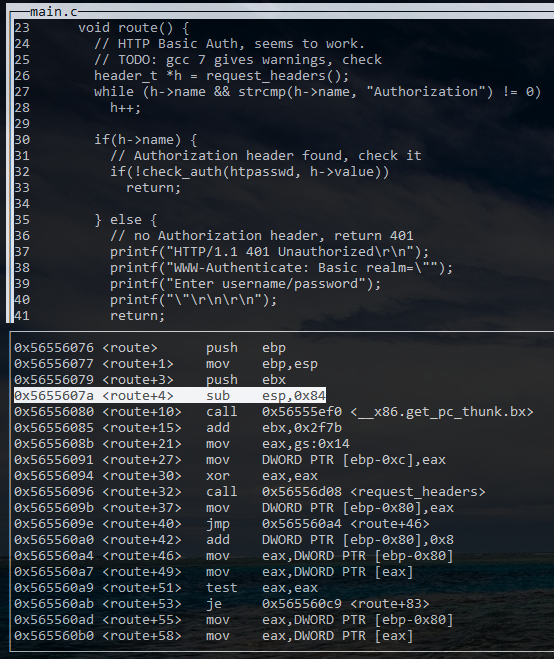 main.c
23 void route() {
24 // HTTP Basic Auth, seems to work.
25 // TODO: gcc 7 gives warnings, check
26 header_t *h = request_headers();
27 while (h->name && strcmp(h->name, "Authorization") != 0)
28 h++;
29
30 if(h->name) {
31 // Authorization header found, check it
32 if(!check_auth(htpasswd, h->value))
33 return;
34
35 } else {
36 // no Authorization header, return 401
37 printf("HTTP/1.1 401 Unauthorized\r\n");
38 printf("WWW-Authenticate: Basic realm=\"");
39 printf("Enter username/password");
40 printf("\"\r\n\r\n");
41 return;
0x56556076 <route> push ebp
0x56556077 <route+1> mov ebp,esp
0x56556079 <route+3> push ebx
0x5655607a <route+4> sub esp,0x84
0x56556080 <route+10> call 0x56555ef0 <__x86.get_pc_thunk.bx>
0x56556085 <route+15> add ebx,0x2f7b
0x5655608b <route+21> mov eax,gs:0x14
0x56556091 <route+27> mov DWORD PTR [ebp-0xc],eax
0x56556094 <route+30> xor eax,eax
0x56556096 <route+32> call 0x56556d08 <request_headers>
0x5655609b <route+37> mov DWORD PTR [ebp-0x80],eax
0x5655609e <route+40> jmp 0x565560a4 <route+46>
0x565560a0 <route+42> add DWORD PTR [ebp-0x80],0x8
0x565560a4 <route+46> mov eax,DWORD PTR [ebp-0x80]
0x565560a7 <route+49> mov eax,DWORD PTR [eax]
0x565560a9 <route+51> test eax,eax
0x565560ab <route+53> je 0x565560c9 <route+83>
0x565560ad <route+55> mov eax,DWORD PTR [ebp-0x80]
0x565560b0 <route+58> mov eax,DWORD PTR [eax]